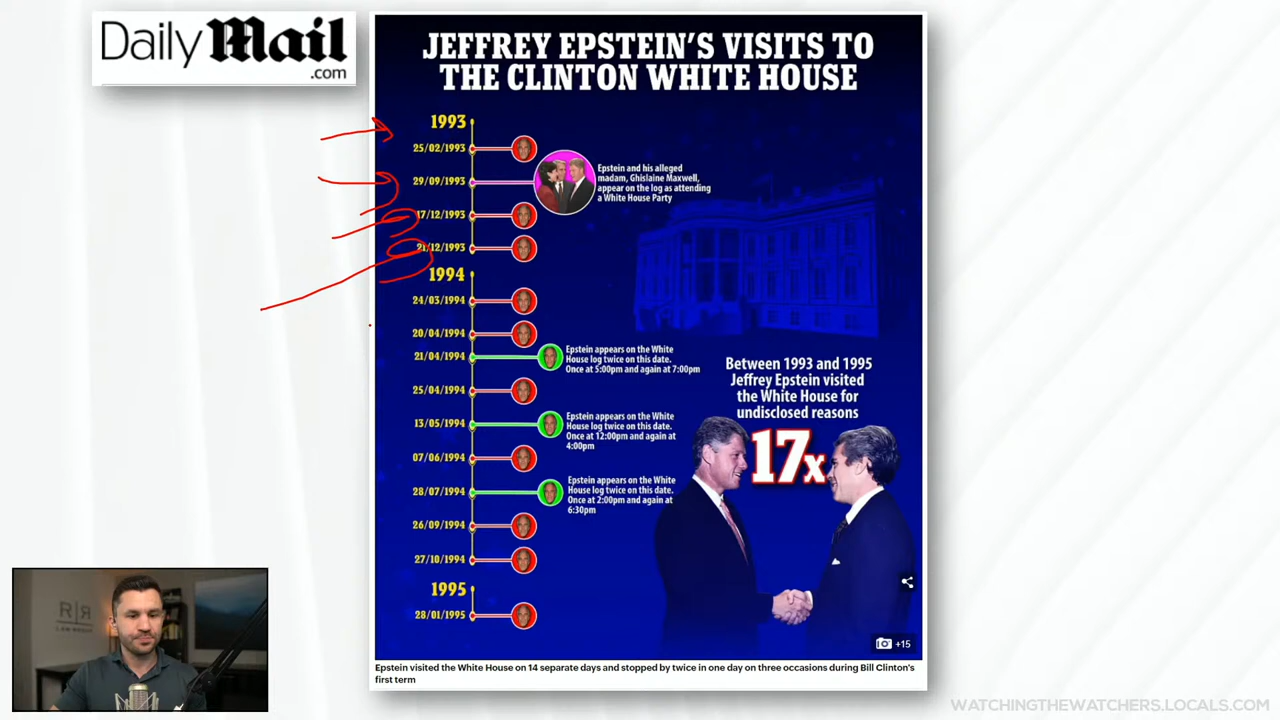 Daily Mail
.com
JEFFREY EPSTEIN'S VISITS TO
THE CLINTON WHITE HOUSE
1993
25/02/1993
29/09/1993
Epstein and his alleged
madam, Ghislaine Maxwell,
appear on the log as attending
a White House Party
17/12/1993
21/12/1993
1994
24/03/1994
20/04/1994
21/04/1994
Epstein appears on the White
House log twice on this date.
Once at 5:00pm and again at 7:00pm
25/04/1994
13/05/1994
Epstein appears on the White
House log twice on this date.
Once at 12:00pm and again at
4:00pm
07/06/1994
28/07/1994
Epstein appears on the White
House log twice on this date.
Once at 2:00pm and again at
6:30pm
26/09/1994
27/10/1994
1995
28/01/1995
Between 1993 and 1995
Jeffrey Epstein visited
the White House for
undisclosed reasons
17x
+15
Epstein visited the White House on 14 separate days and stopped by twice in one day on three occasions during Bill Clinton's
first term
R|R
WATCHINGTHEWATCHERS.LOCALS.COM